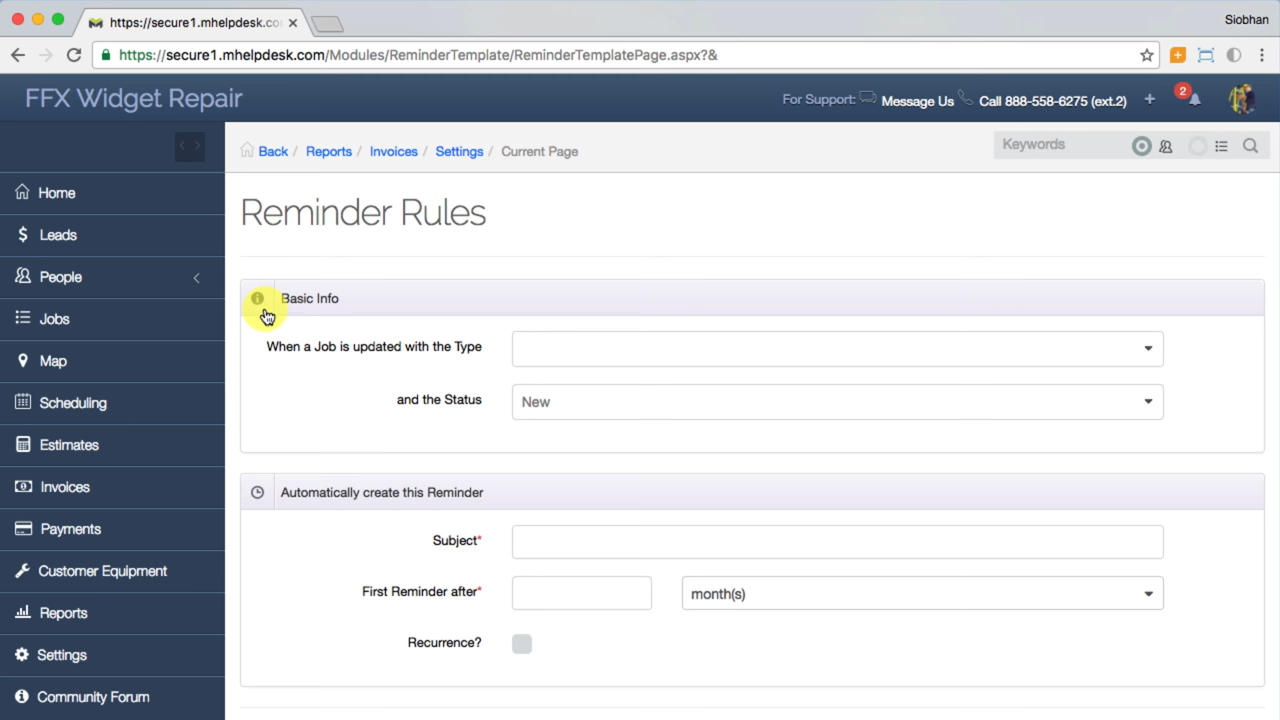 https://secure1.mhelpdesk.co
Siobhan
https://secure1.mhelpdesk.com/Modules/ReminderTemplate/ReminderTemplatePage.aspx?&
FFX Widget Repair
For Support: Message Us Call 888-558-6275 (ext.2) + 2
Back / Reports / Invoices / Settings / Current Page
Keywords
Home
Leads
People
Jobs
Map
Scheduling
Estimates
Invoices
Payments
Customer Equipment
Reports
Settings
Community Forum
Reminder Rules
Basic Info
When a Job is updated with the Type
and the Status New
Automatically create this Reminder
Subject*
First Reminder after* month(s)
Recurrence?